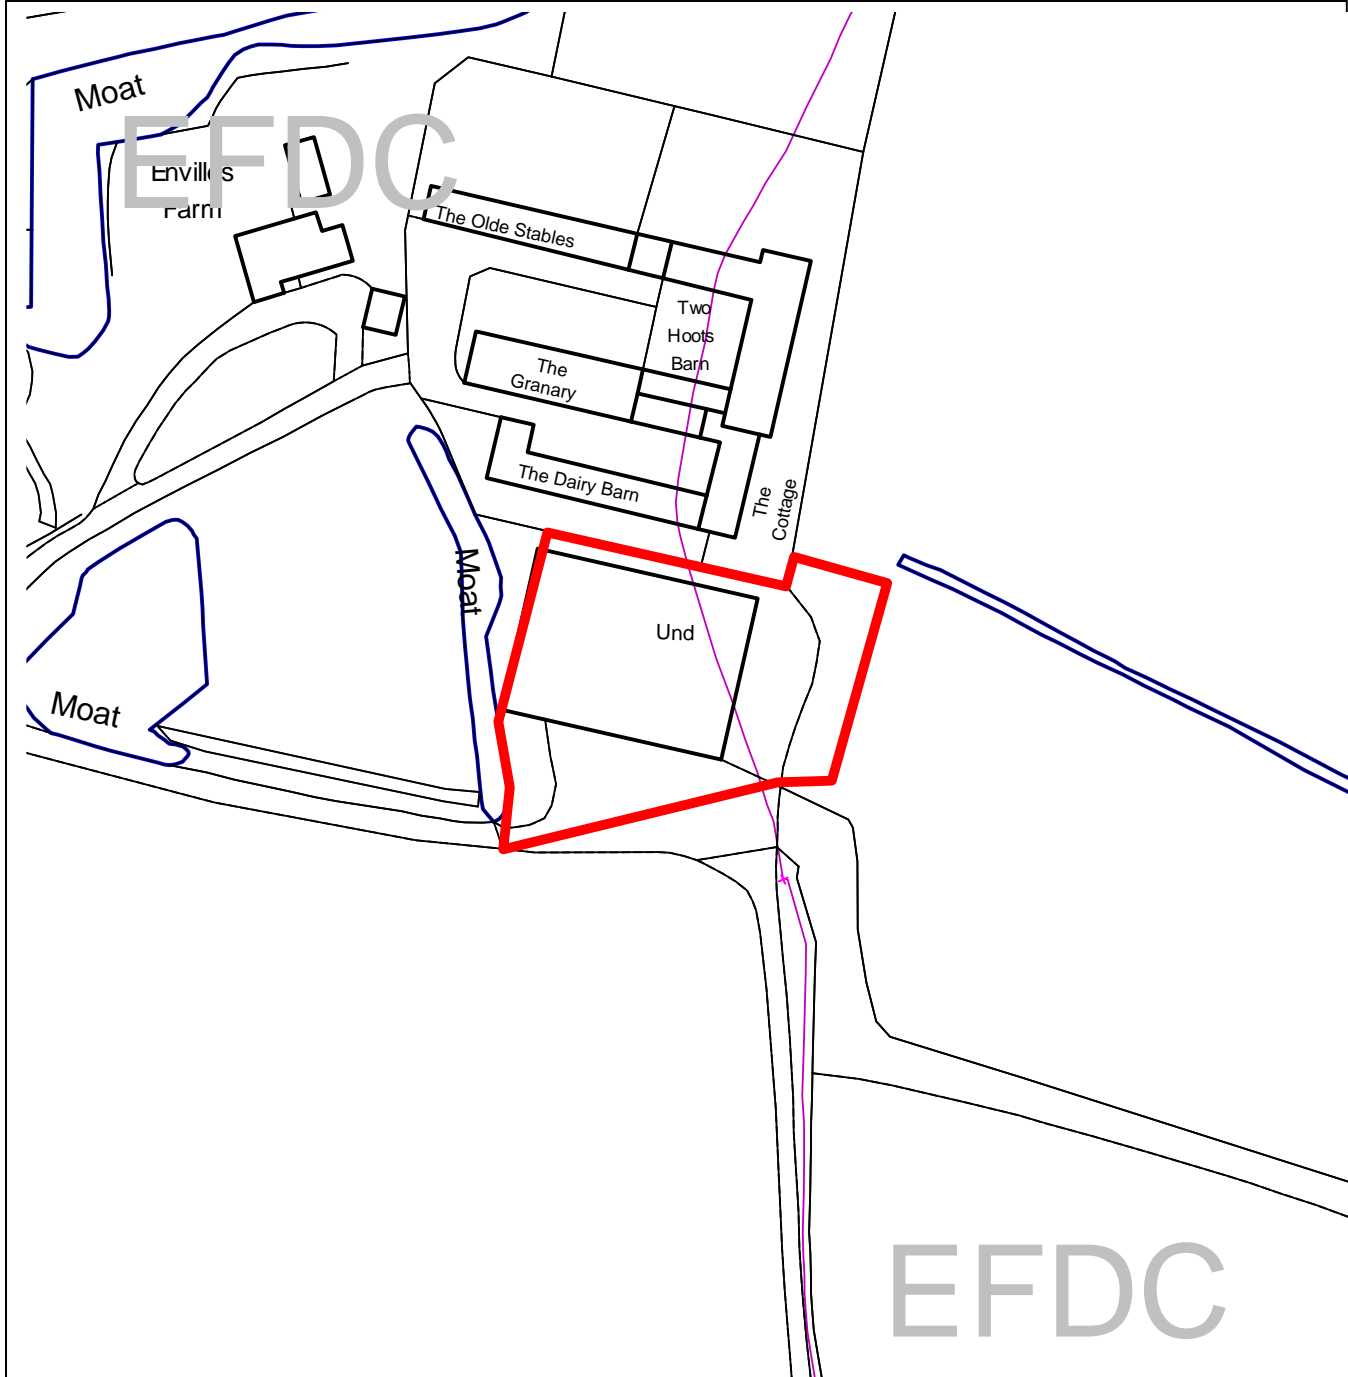 Moat
EFDC
Envilles
Farm
The Olde Stables
Two
Hoots
Barn
The
Granary
The Dairy Barn
The
Cottage
Moat
Und
Moat
EFDC